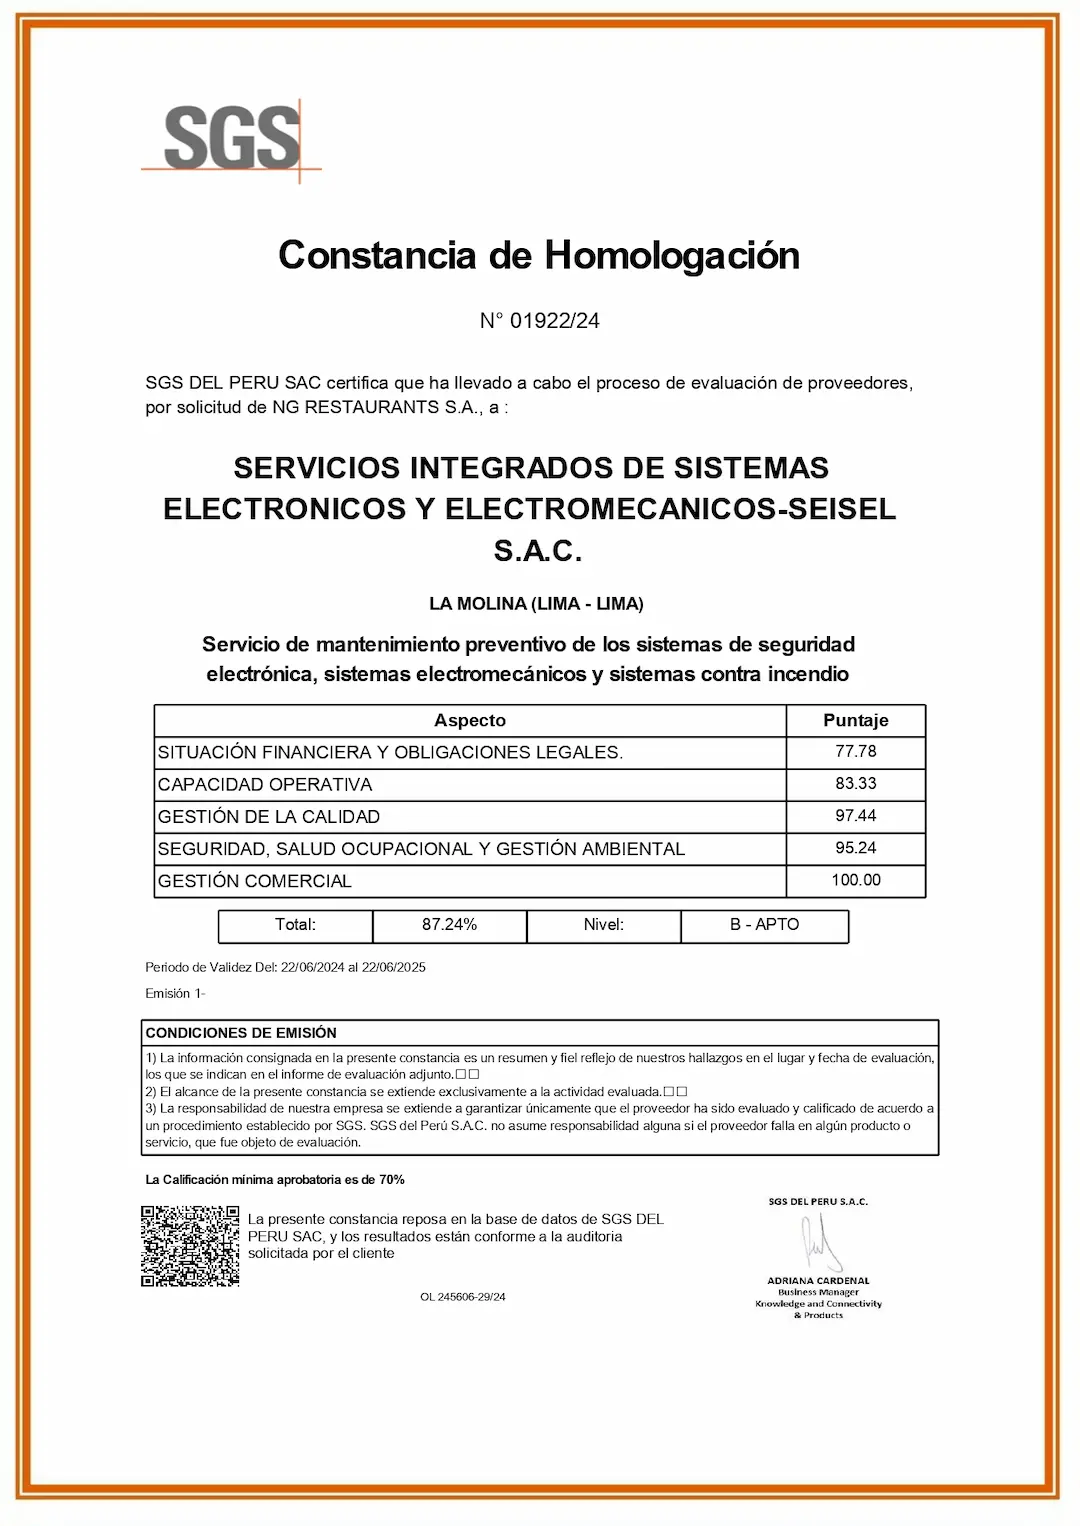 SGS
Constancia de Homologación
N° 01922/24
SGS DEL PERU SAC certifica que ha llevado a cabo el proceso de evaluación de proveedores,
por solicitud de NG RESTAURANTS S.A., a :
SERVICIOS INTEGRADOS DE SISTEMAS
ELECTRONICOS Y ELECTROMECANICOS-SEISEL
S.A.C.
LA MOLINA (LIMA - LIMA)
Servicio de mantenimiento preventivo de los sistemas de seguridad
electrónica, sistemas electromecánicos y sistemas contra incendio
Aspecto Puntaje
SITUACIÓN FINANCIERA Y OBLIGACIONES LEGALES. 77.78
CAPACIDAD OPERATIVA 83.33
GESTIÓN DE LA CALIDAD 97.44
SEGURIDAD, SALUD OCUPACIONAL Y GESTIÓN AMBIENTAL 95.24
GESTIÓN COMERCIAL 100.00
Total: 87.24% Nivel: B - APTO
Periodo de Validez Del: 22/06/2024 al 22/06/2025
Emisión 1-
CONDICIONES DE EMISIÓN
1) La información consignada en la presente constancia es un resumen y fiel reflejo de nuestros hallazgos en el lugar y fecha de evaluación,
los que se indican en el informe de evaluación adjunto.□□
2) El alcance de la presente constancia se extiende exclusivamente a la actividad evaluada.□□
3) La responsabilidad de nuestra empresa se extiende a garantizar únicamente que el proveedor ha sido evaluado y calificado de acuerdo a
un procedimiento establecido por SGS. SGS del Perú S.A.C. no asume responsabilidad alguna si el proveedor falla en algún producto o
servicio, que fue objeto de evaluación.
La Calificación mínima aprobatoria es de 70%
La presente constancia reposa en la base de datos de SGS DEL
PERU SAC, y los resultados están conforme a la auditoria
solicitada por el cliente
OL 245606-29/24
SGS DEL PERU S.A.C.
ADRIANA CARDENAL
Business Manager
Knowledge and Connectivity
& Products